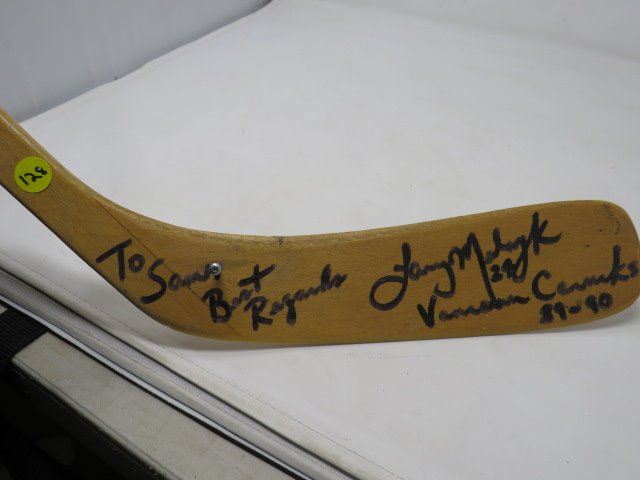 128
To Sam
Best
Regards
Larry Melnyk
24
Vancouver Canucks
89-90